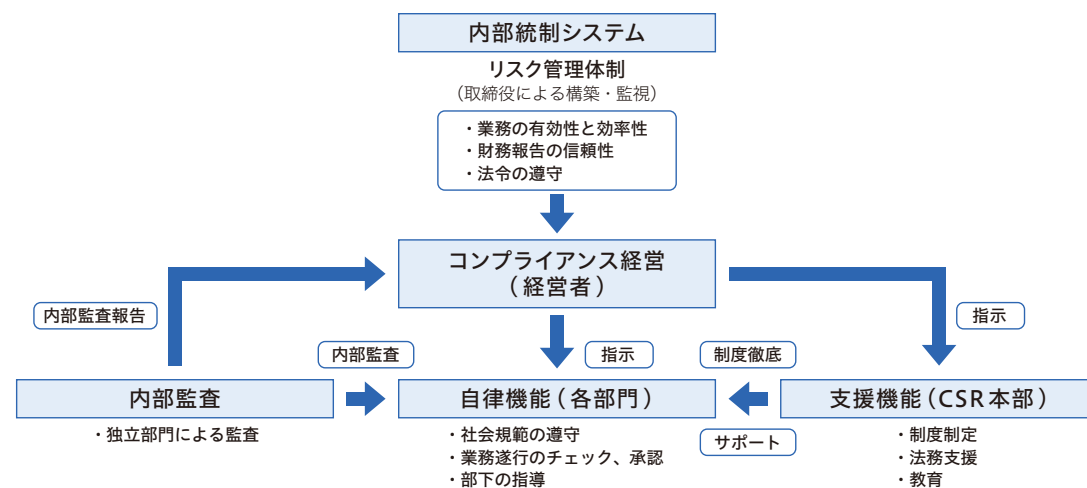 内部統制システム
リスク管理体制
（取締役による構築・監視）
・業務の有効性と効率性
・財務報告の信頼性
・法令の遵守
コンプライアンス経営
（経営者）
内部監査報告
指示
内部監査
指示
制度徹底
内部監査
自律機能（各部門）
支援機能（CSR本部）
・独立部門による監査
・社会規範の遵守
・業務遂行のチェック、承認
・部下の指導
サポート
・制度制定
・法務支援
・教育